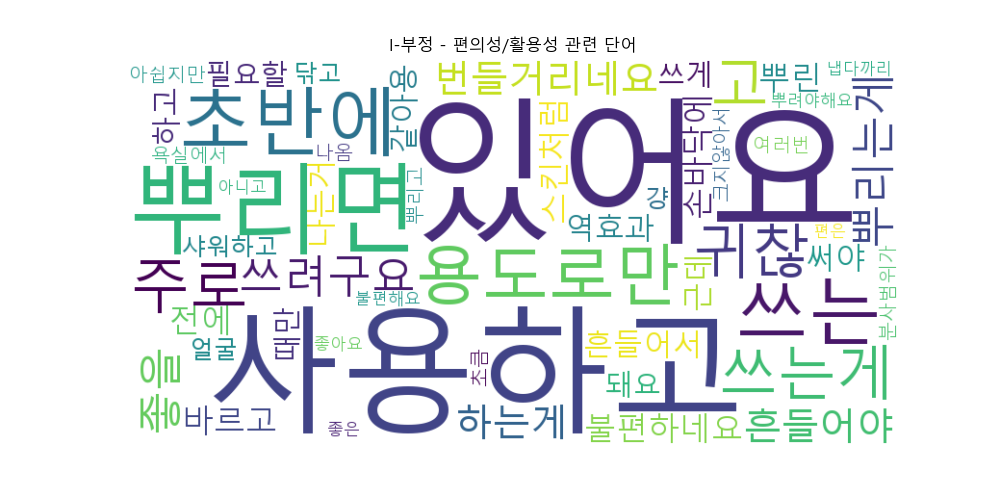 I-부정 - 편의성/활용성 관련 단어
아쉽지만
필요할
닦고
같아용
번들거리네요
쓰게
고
뿌린
냅다까리
뿌려야해요
하고
초반에
있어요
스킨처럼
손바닥에
크지않아서
여러번
뿌리는게
욕실에서
나옴
아니고
뿌리면
나는거
뿌리고
걍
역효과
귀찮
편은
써야
샤워하고
주로
쓰려구요
용도로만
근데
쓰는
분사범위가
불편해요
전에
얼굴
때만
좋아요
사용하고
초큼
흔들어서
돼요
쓰는게
좋을
바르고
좋은
하는게
불편하네요
흔들어야